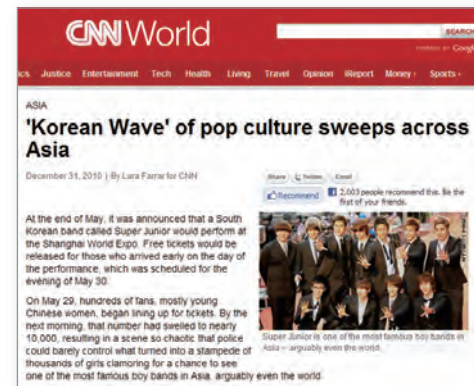 CNN World
SEARCH
POWERED BY Google
ics Justice Entertainment Tech Health Living Travel Opinion iReport Money Sports
ASIA
'Korean Wave' of pop culture sweeps across
Asia
December 31, 2010 | By Lara Farrar for CNN
Share Twitter Email
Recommend 2,003 people recommend this. Be the
first of your friends.
At the end of May, it was announced that a South
Korean band called Super Junior would perform at
the Shanghai World Expo. Free tickets would be
released for those who arrived early on the day of
the performance, which was scheduled for the
evening of May 30.
On May 29, hundreds of fans, mostly young
Chinese women, began lining up for tickets. By the
next morning, that number had swelled to nearly
10,000, resulting in a scene so chaotic that police
could barely control what turned into a stampede of
thousands of girls clamoring for a chance to see
one of the most famous boy bands in Asia, arguably even the world.
Super Junior is one of the most famous boy bands in
Asia -- arguably even the world.